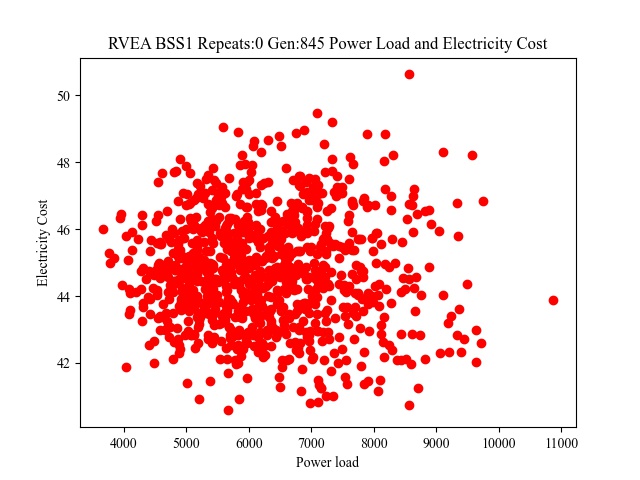 RVEA BSS1 Repeats:0 Gen:845 Power Load and Electricity Cost
50
48
46
44
42
Electricity Cost
4000 5000 6000 7000 8000 9000 10000 11000
Power load